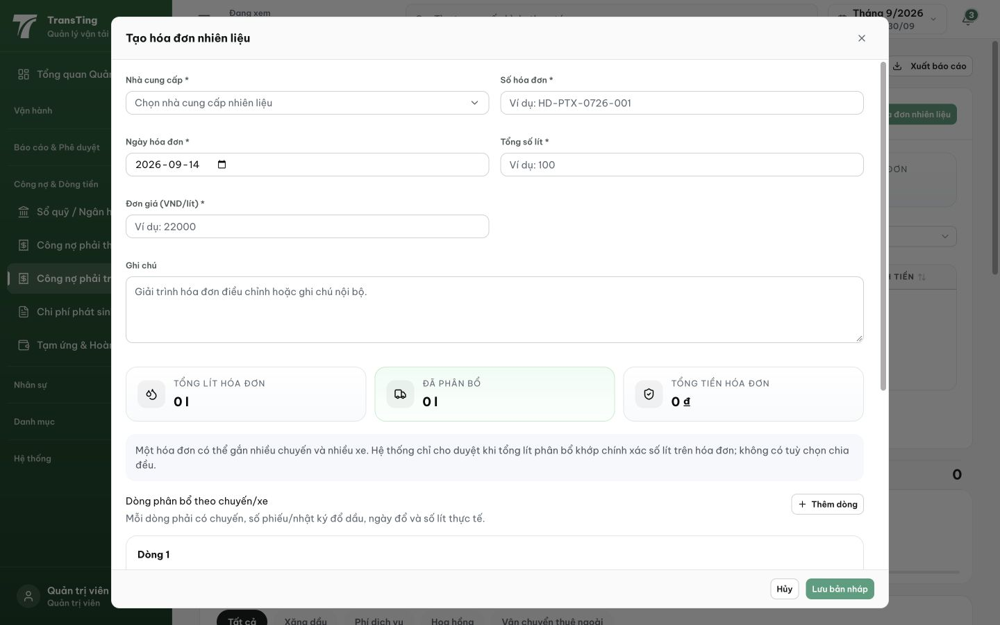 TransTing
Quản lý vận tải
Đang xem
Tháng 9/2026
30/09
3
Tổng quan Quản
Vận hành
Báo cáo & Phê duyệt
Công nợ & Dòng tiền
Sổ quỹ / Ngân h
Công nợ phải th
Công nợ phải tr
Chi phí phát sin
Tạm ứng & Hoàn
Nhân sự
Danh mục
Hệ thống
Quản trị viên
Quản trị viên
Xuất báo cáo
đơn nhiên liệu
ĐƠN
TIỀN
0
Tạo hóa đơn nhiên liệu
Nhà cung cấp *
Số hóa đơn *
Chọn nhà cung cấp nhiên liệu
Ví dụ: HD-PTX-0726-001
Ngày hóa đơn *
Tổng số lít *
2026-09-14
Ví dụ: 100
Đơn giá (VND/lít) *
Ví dụ: 22000
Ghi chú
Giải trình hóa đơn điều chỉnh hoặc ghi chú nội bộ.
TỔNG LÍT HÓA ĐƠN
0 l
ĐÃ PHÂN BỔ
0 l
TỔNG TIỀN HÓA ĐƠN
0 ₫
Một hóa đơn có thể gắn nhiều chuyến và nhiều xe. Hệ thống chỉ cho duyệt khi tổng lít phân bổ khớp chính xác số lít trên hóa đơn; không có tuỳ chọn chia
đều.
Dòng phân bổ theo chuyến/xe
Mỗi dòng phải có chuyến, số phiếu/nhật ký đổ dầu, ngày đổ và số lít thực tế.
Thêm dòng
Dòng 1
Hủy
Lưu bản nháp
Tất cả
Xăng dầu
Phí dịch vụ
Hoa hồng
Vận chuyển thuê ngoài